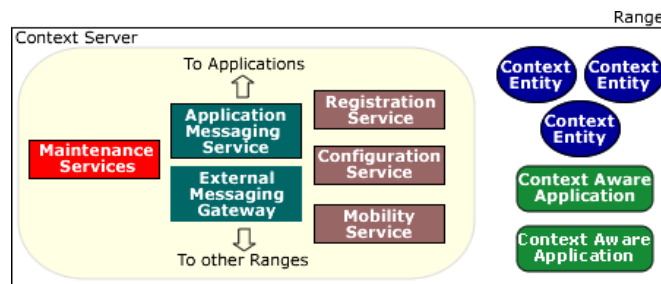 Range
Context Server
To Applications
Application
Messaging
Service
Maintenance
Services
External
Messaging
Gateway
To other Ranges
Registration
Service
Configuration
Service
Mobility
Service
Context
Entity
Context
Entity
Context
Entity
Context Aware
Application
Context Aware
Application